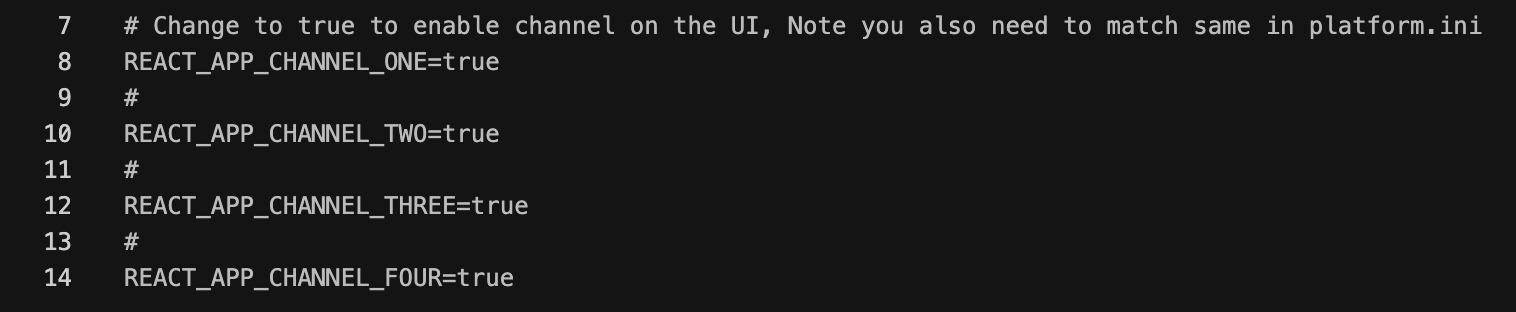 7 # Change to true to enable channel on the UI, Note you also need to match same in platform.ini
8 REACT_APP_CHANNEL_ONE=true
9 #
10 REACT_APP_CHANNEL_TWO=true
11 #
12 REACT_APP_CHANNEL_THREE=true
13 #
14 REACT_APP_CHANNEL_FOUR=true